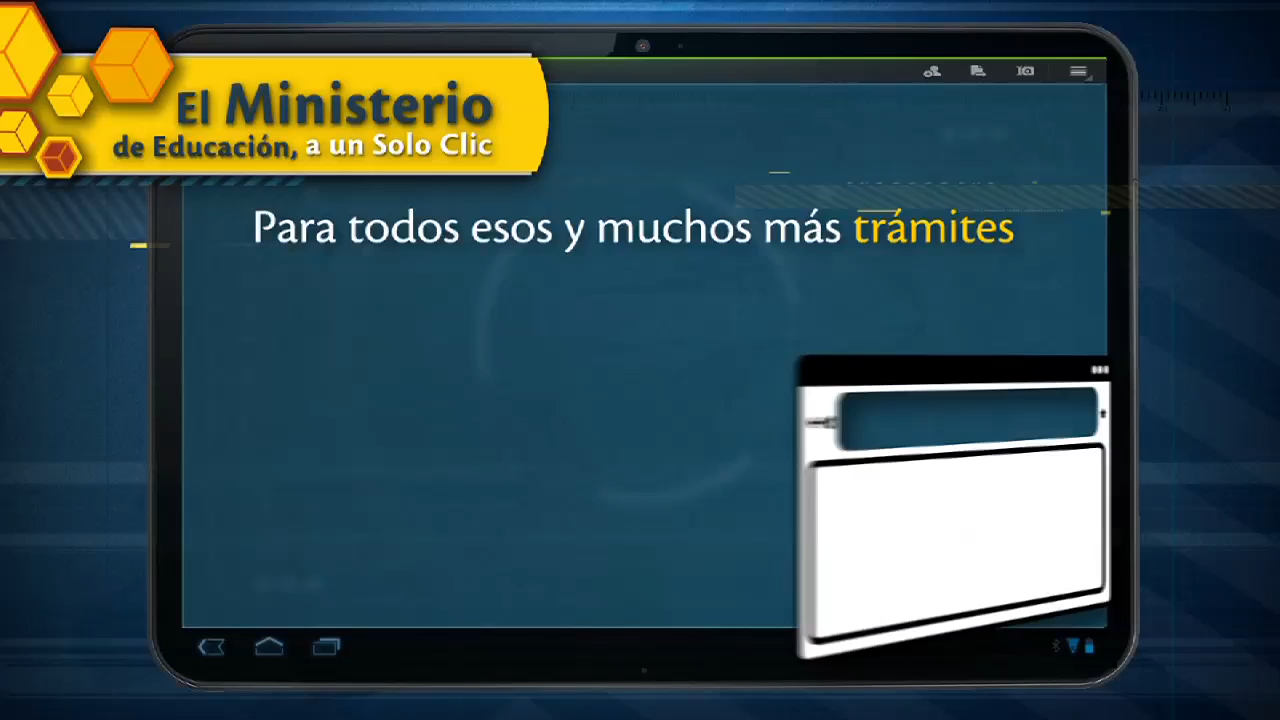 El Ministerio
de Educación, a un Solo Clic
Para todos esos y muchos más trámites